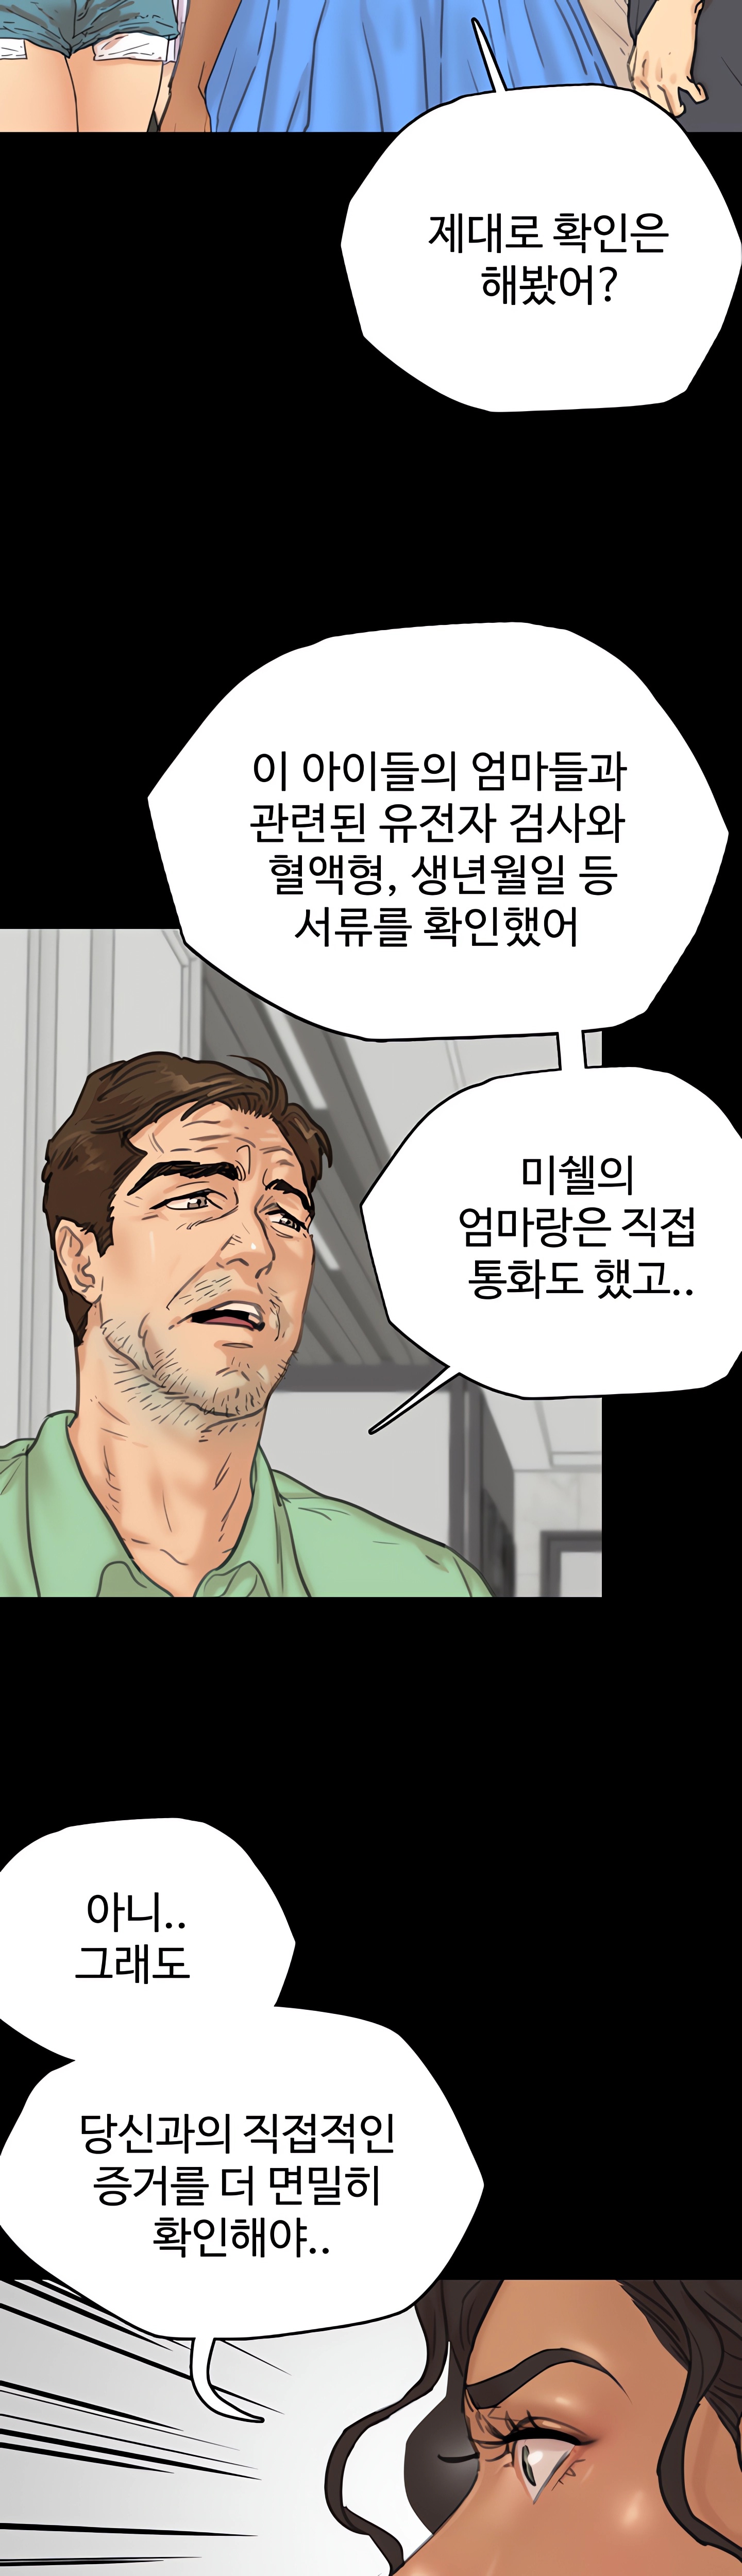 제대로 확인은
해봤어?
이 아이들의 엄마들과
관련된 유전자 검사와
혈액형, 생년월일 등
서류를 확인했어
미쉘의
엄마랑은 직접
통화도 했고..
아니..
그래도
당신과의 직접적인
증거를 더 면밀히
확인해야..